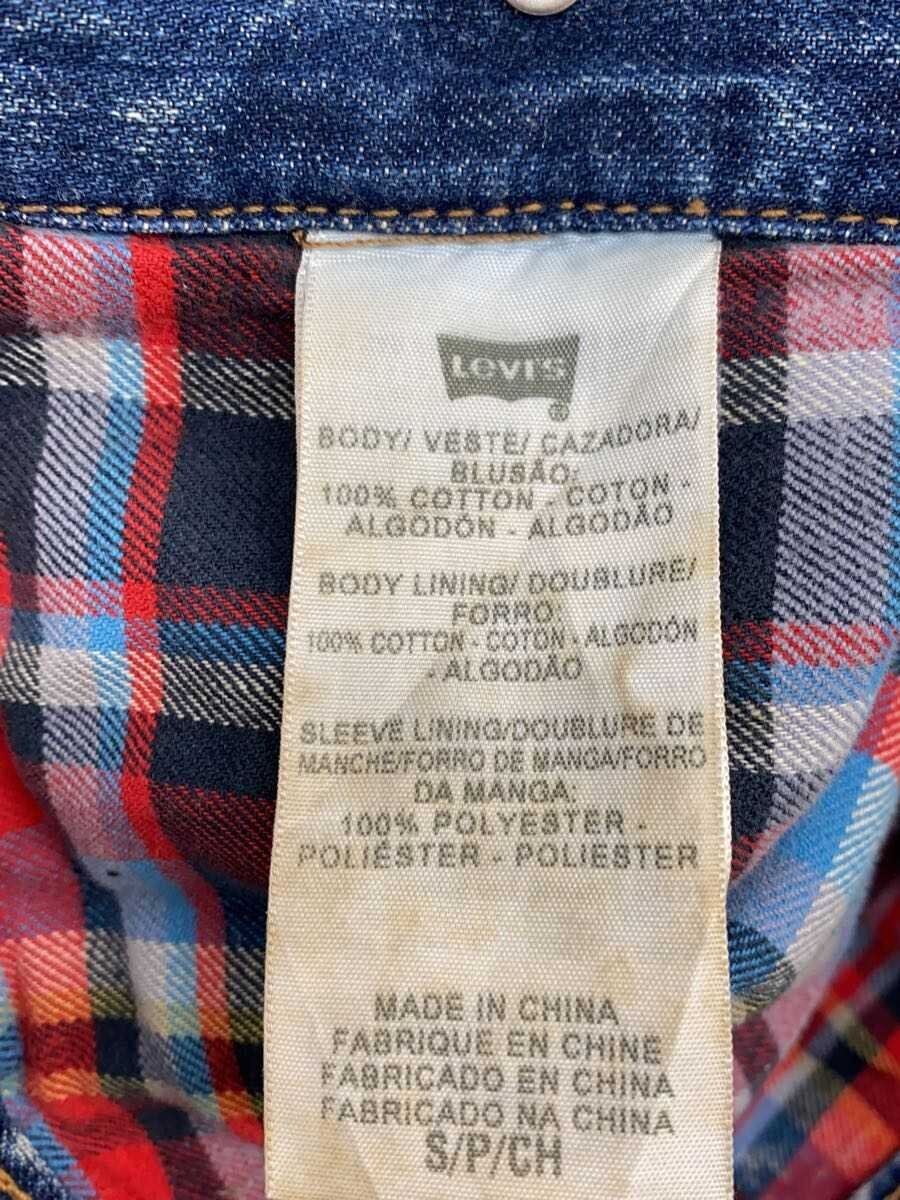 LEVI'S
®
BODY/ VESTE/ CAZADORA/
BLUSÃO:
100% COTTON - COTON -
ALGODÓN - ALGODÃO
BODY LINING/ DOUBLURE/
FORRO:
100% COTTON - COTON - ALGODÓN
- ALGODÃO
SLEEVE LINING/DOUBLURE DE
MANCHE/FORRO DE MANGA/FORRO
DA MANGA:
100% POLYESTER -
POLIÉSTER - POLIESTER
MADE IN CHINA
FABRIQUE EN CHINE
FABRICADO EN CHINA
FABRICADO NA CHINA
S/P/CH